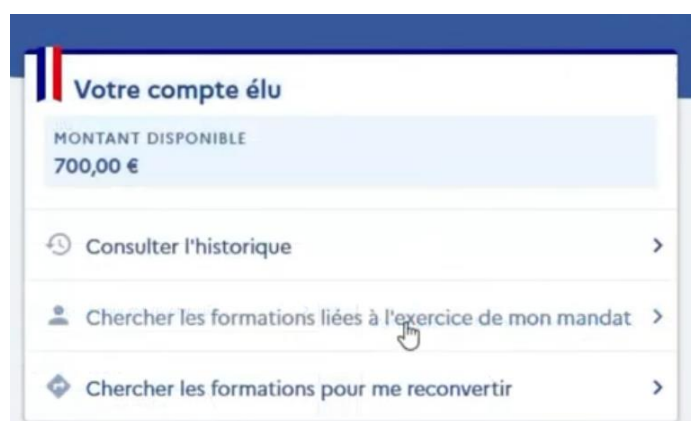 Votre compte élu
MONTANT DISPONIBLE
700,00 €
Consulter l'historique
Chercher les formations liées à l'exercice de mon mandat
Chercher les formations pour me reconvertir